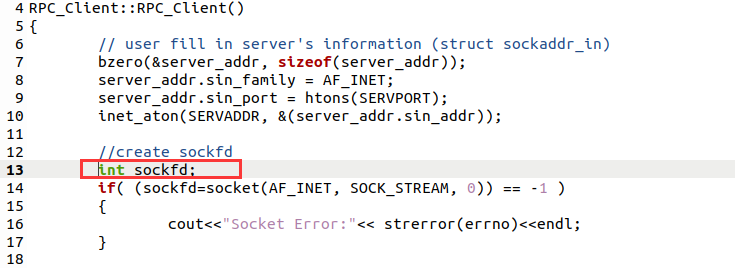 4 RPC_Client::RPC_Client()
5 {
6         // user fill in server's information (struct sockaddr_in)
7         bzero(&server_addr, sizeof(server_addr));
8         server_addr.sin_family = AF_INET;
9         server_addr.sin_port = htons(SERVPORT);
10         inet_aton(SERVADDR, &(server_addr.sin_addr));
11
12         //create sockfd
13         int sockfd;
14         if( (sockfd=socket(AF_INET, SOCK_STREAM, 0)) == -1 )
15         {
16                 cout<<"Socket Error:"<< strerror(errno)<<endl;
17         }
18